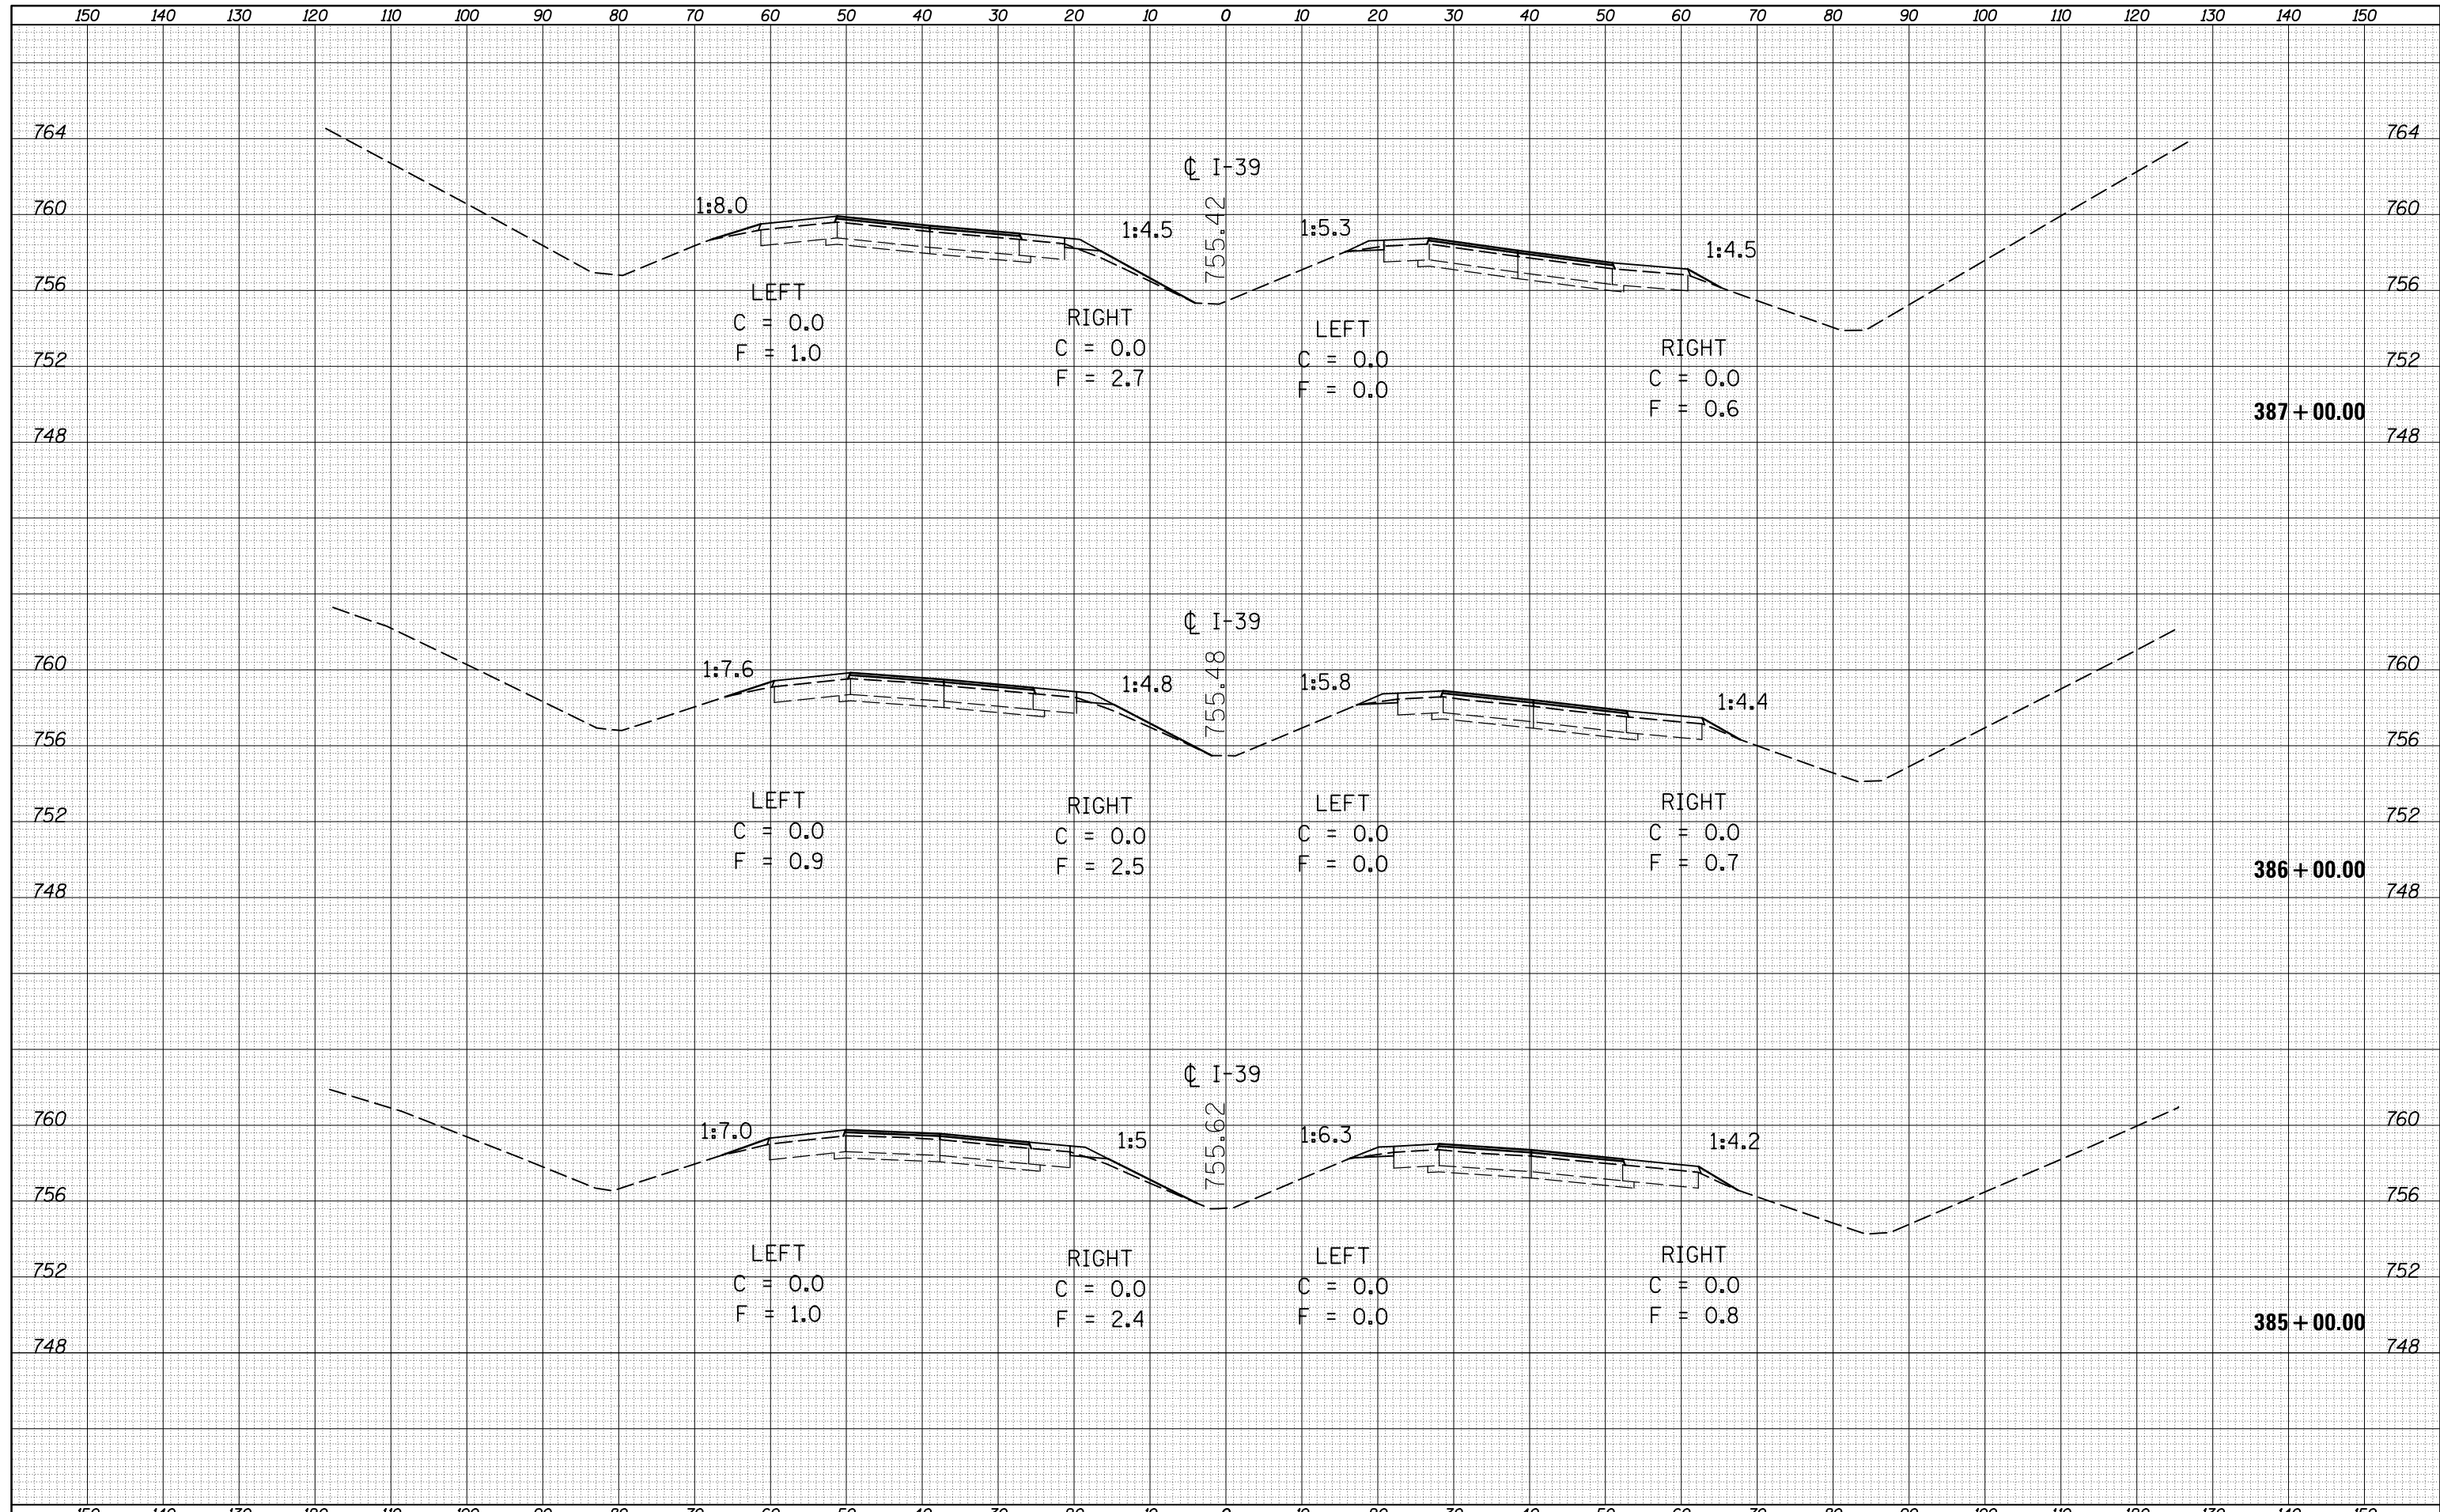 150 140 130 120 110 100 90 80 70 60 50 40 30 20 10 0 10 20 30 40 50 60 70 80 90 100 110 120 130 140 150
764 764
℄ I-39
760 760
1:8.0 1:4.5 755.42 1:5.3 1:4.5
756 756
LEFT
C = 0.0
F = 1.0
RIGHT
C = 0.0
F = 2.7
LEFT
C = 0.0
F = 0.0
RIGHT
C = 0.0
F = 0.6
752 752
387+00.00
748 748
℄ I-39
760 760
1:7.6 1:4.8 755.48 1:5.8 1:4.4
756 756
LEFT
C = 0.0
F = 0.9
RIGHT
C = 0.0
F = 2.5
LEFT
C = 0.0
F = 0.0
RIGHT
C = 0.0
F = 0.7
752 752
386+00.00
748 748
℄ I-39
760 760
1:7.0 1:5 755.62 1:6.3 1:4.2
756 756
LEFT
C = 0.0
F = 1.0
RIGHT
C = 0.0
F = 2.4
LEFT
C = 0.0
F = 0.0
RIGHT
C = 0.0
F = 0.8
752 752
385+00.00
748 748